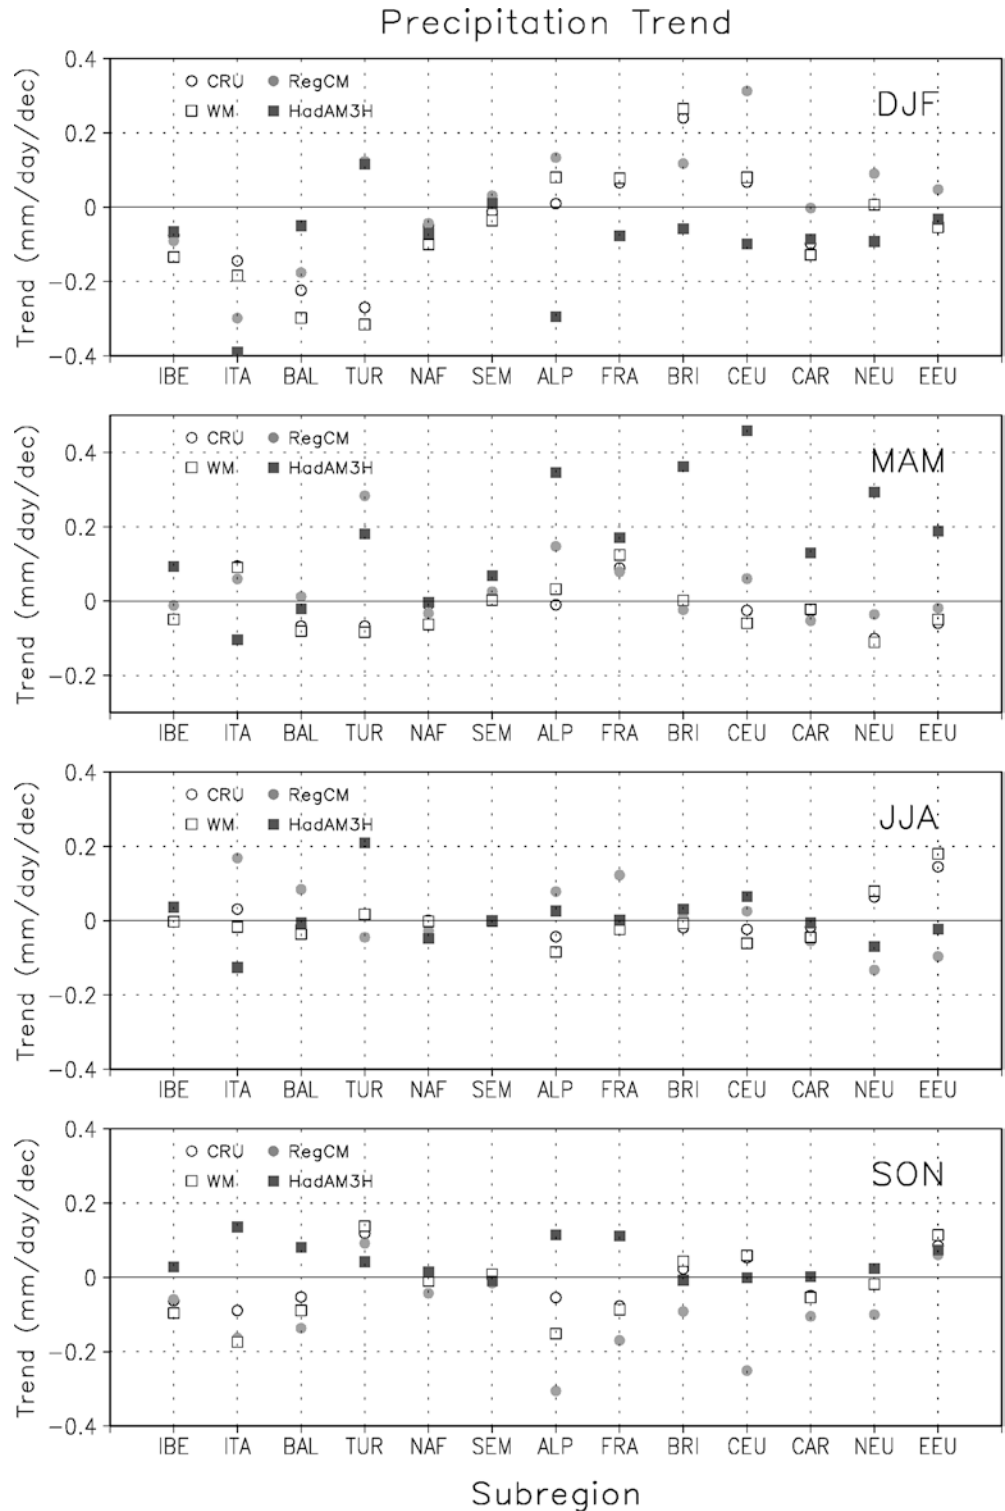 Precipitation Trend
Trend (mm/day/dec)
0.4
0.2
0
-0.2
-0.4
CRU RegCM
WM HadAM3H
DJF
IBE ITA BAL TUR NAF SEM ALP FRA BRI CEU CAR NEU EEU
Trend (mm/day/dec)
0.4
0.2
0
-0.2
CRU RegCM
WM HadAM3H
MAM
IBE ITA BAL TUR NAF SEM ALP FRA BRI CEU CAR NEU EEU
Trend (mm/day/dec)
0.4
0.2
0
-0.2
-0.4
CRU RegCM
WM HadAM3H
JJA
IBE ITA BAL TUR NAF SEM ALP FRA BRI CEU CAR NEU EEU
Trend (mm/day/dec)
0.4
0.2
0
-0.2
-0.4
CRU RegCM
WM HadAM3H
SON
IBE ITA BAL TUR NAF SEM ALP FRA BRI CEU CAR NEU EEU
Subregion